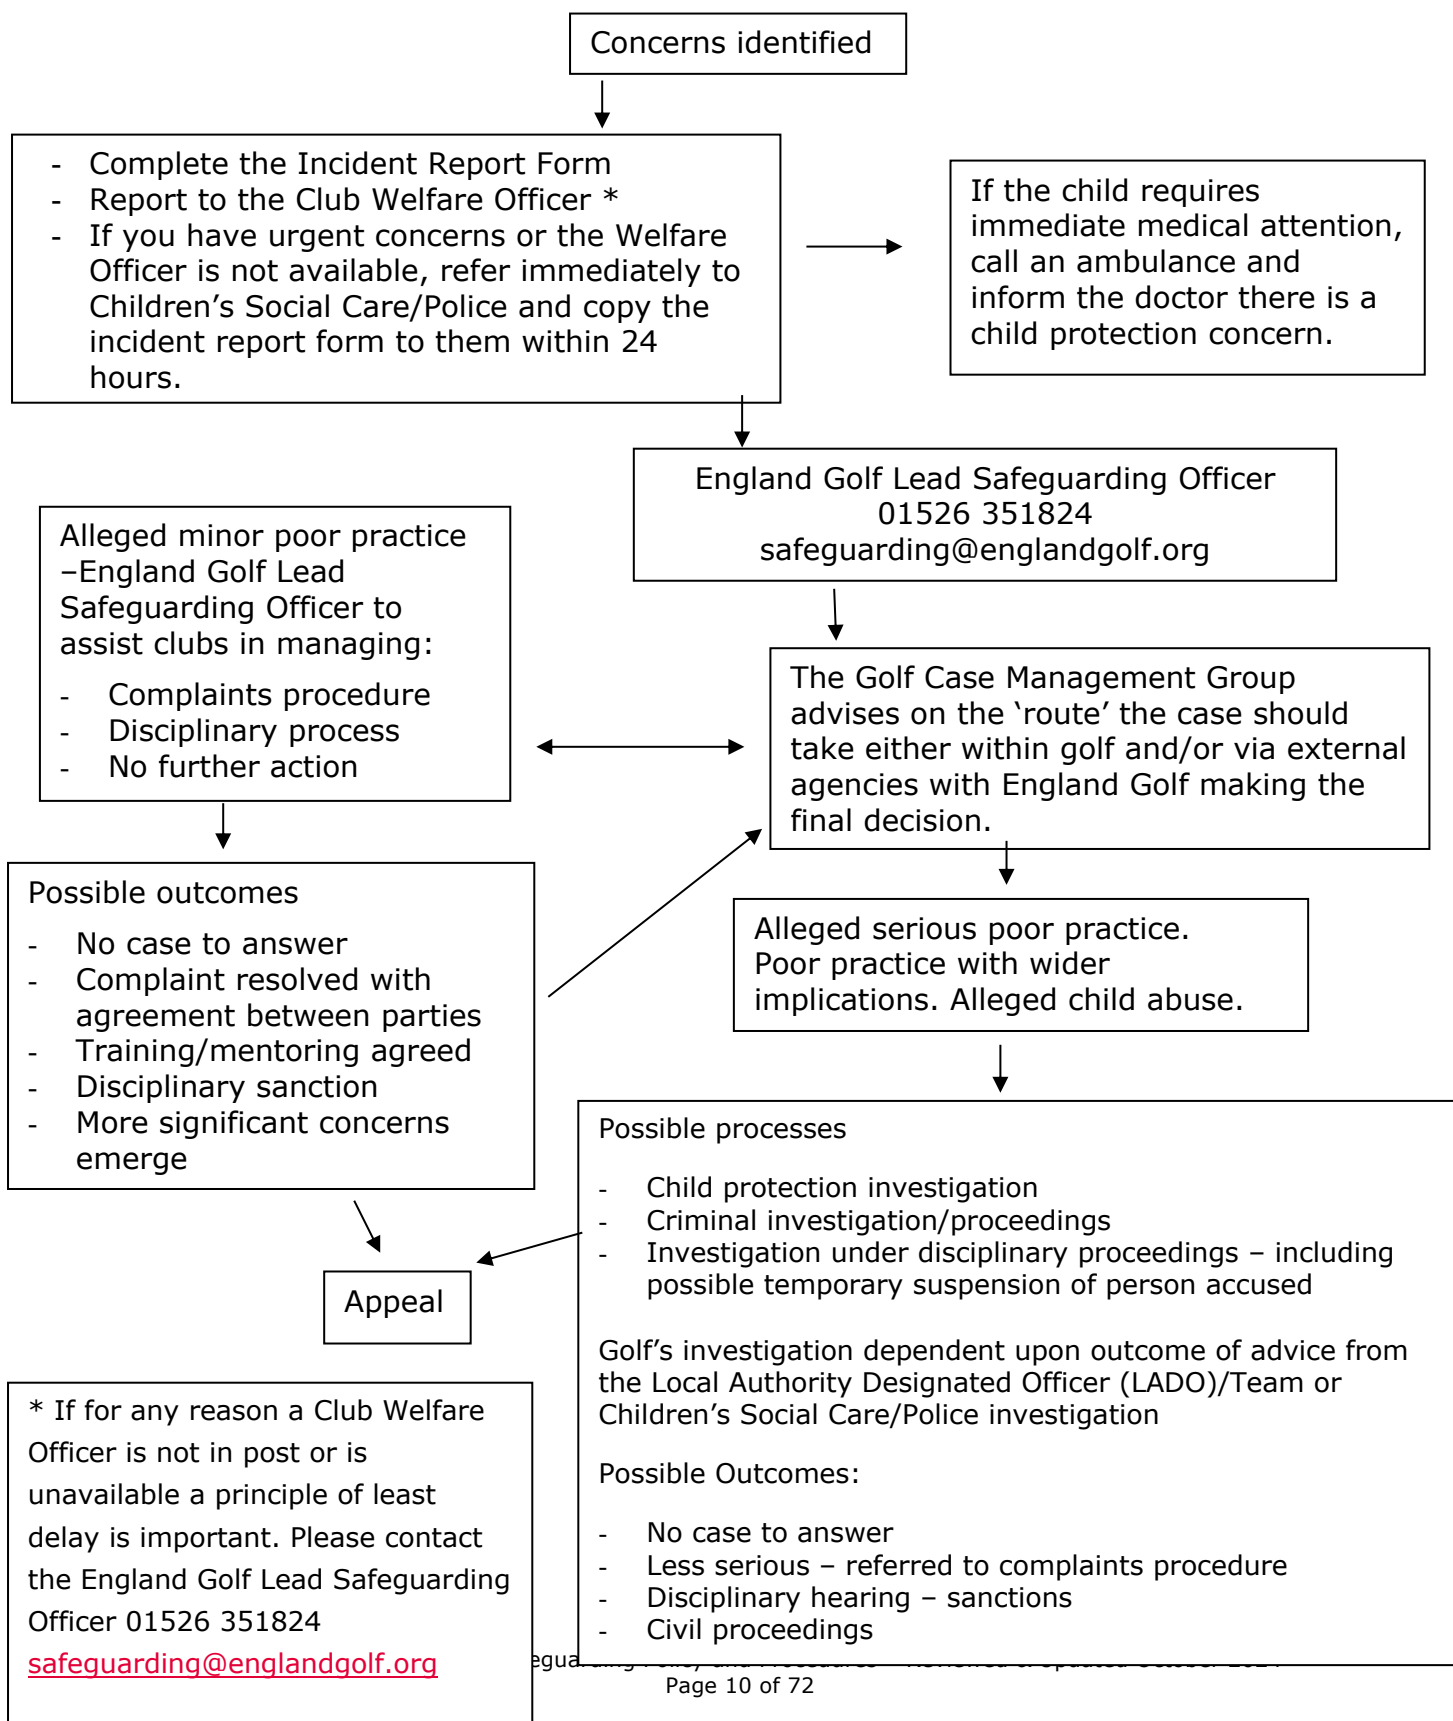 Concerns identified
- Complete the Incident Report Form
- Report to the Club Welfare Officer *
- If you have urgent concerns or the Welfare
Officer is not available, refer immediately to
Children’s Social Care/Police and copy the
incident report form to them within 24
hours.
If the child requires
immediate medical attention,
call an ambulance and
inform the doctor there is a
child protection concern.
England Golf Lead Safeguarding Officer
01526 351824
safeguarding@englandgolf.org
Alleged minor poor practice
–England Golf Lead
Safeguarding Officer to
assist clubs in managing:
- Complaints procedure
- Disciplinary process
- No further action
The Golf Case Management Group
advises on the ‘route’ the case should
take either within golf and/or via external
agencies with England Golf making the
final decision.
Possible outcomes
- No case to answer
- Complaint resolved with
agreement between parties
- Training/mentoring agreed
- Disciplinary sanction
- More significant concerns
emerge
Alleged serious poor practice.
Poor practice with wider
implications. Alleged child abuse.
Possible processes
- Child protection investigation
- Criminal investigation/proceedings
- Investigation under disciplinary proceedings – including
possible temporary suspension of person accused
Golf’s investigation dependent upon outcome of advice from
the Local Authority Designated Officer (LADO)/Team or
Children’s Social Care/Police investigation
Possible Outcomes:
- No case to answer
- Less serious – referred to complaints procedure
- Disciplinary hearing – sanctions
- Civil proceedings
Appeal
* If for any reason a Club Welfare
Officer is not in post or is
unavailable a principle of least
delay is important. Please contact
the England Golf Lead Safeguarding
Officer 01526 351824
safeguarding@englandgolf.org
Page 10 of 72